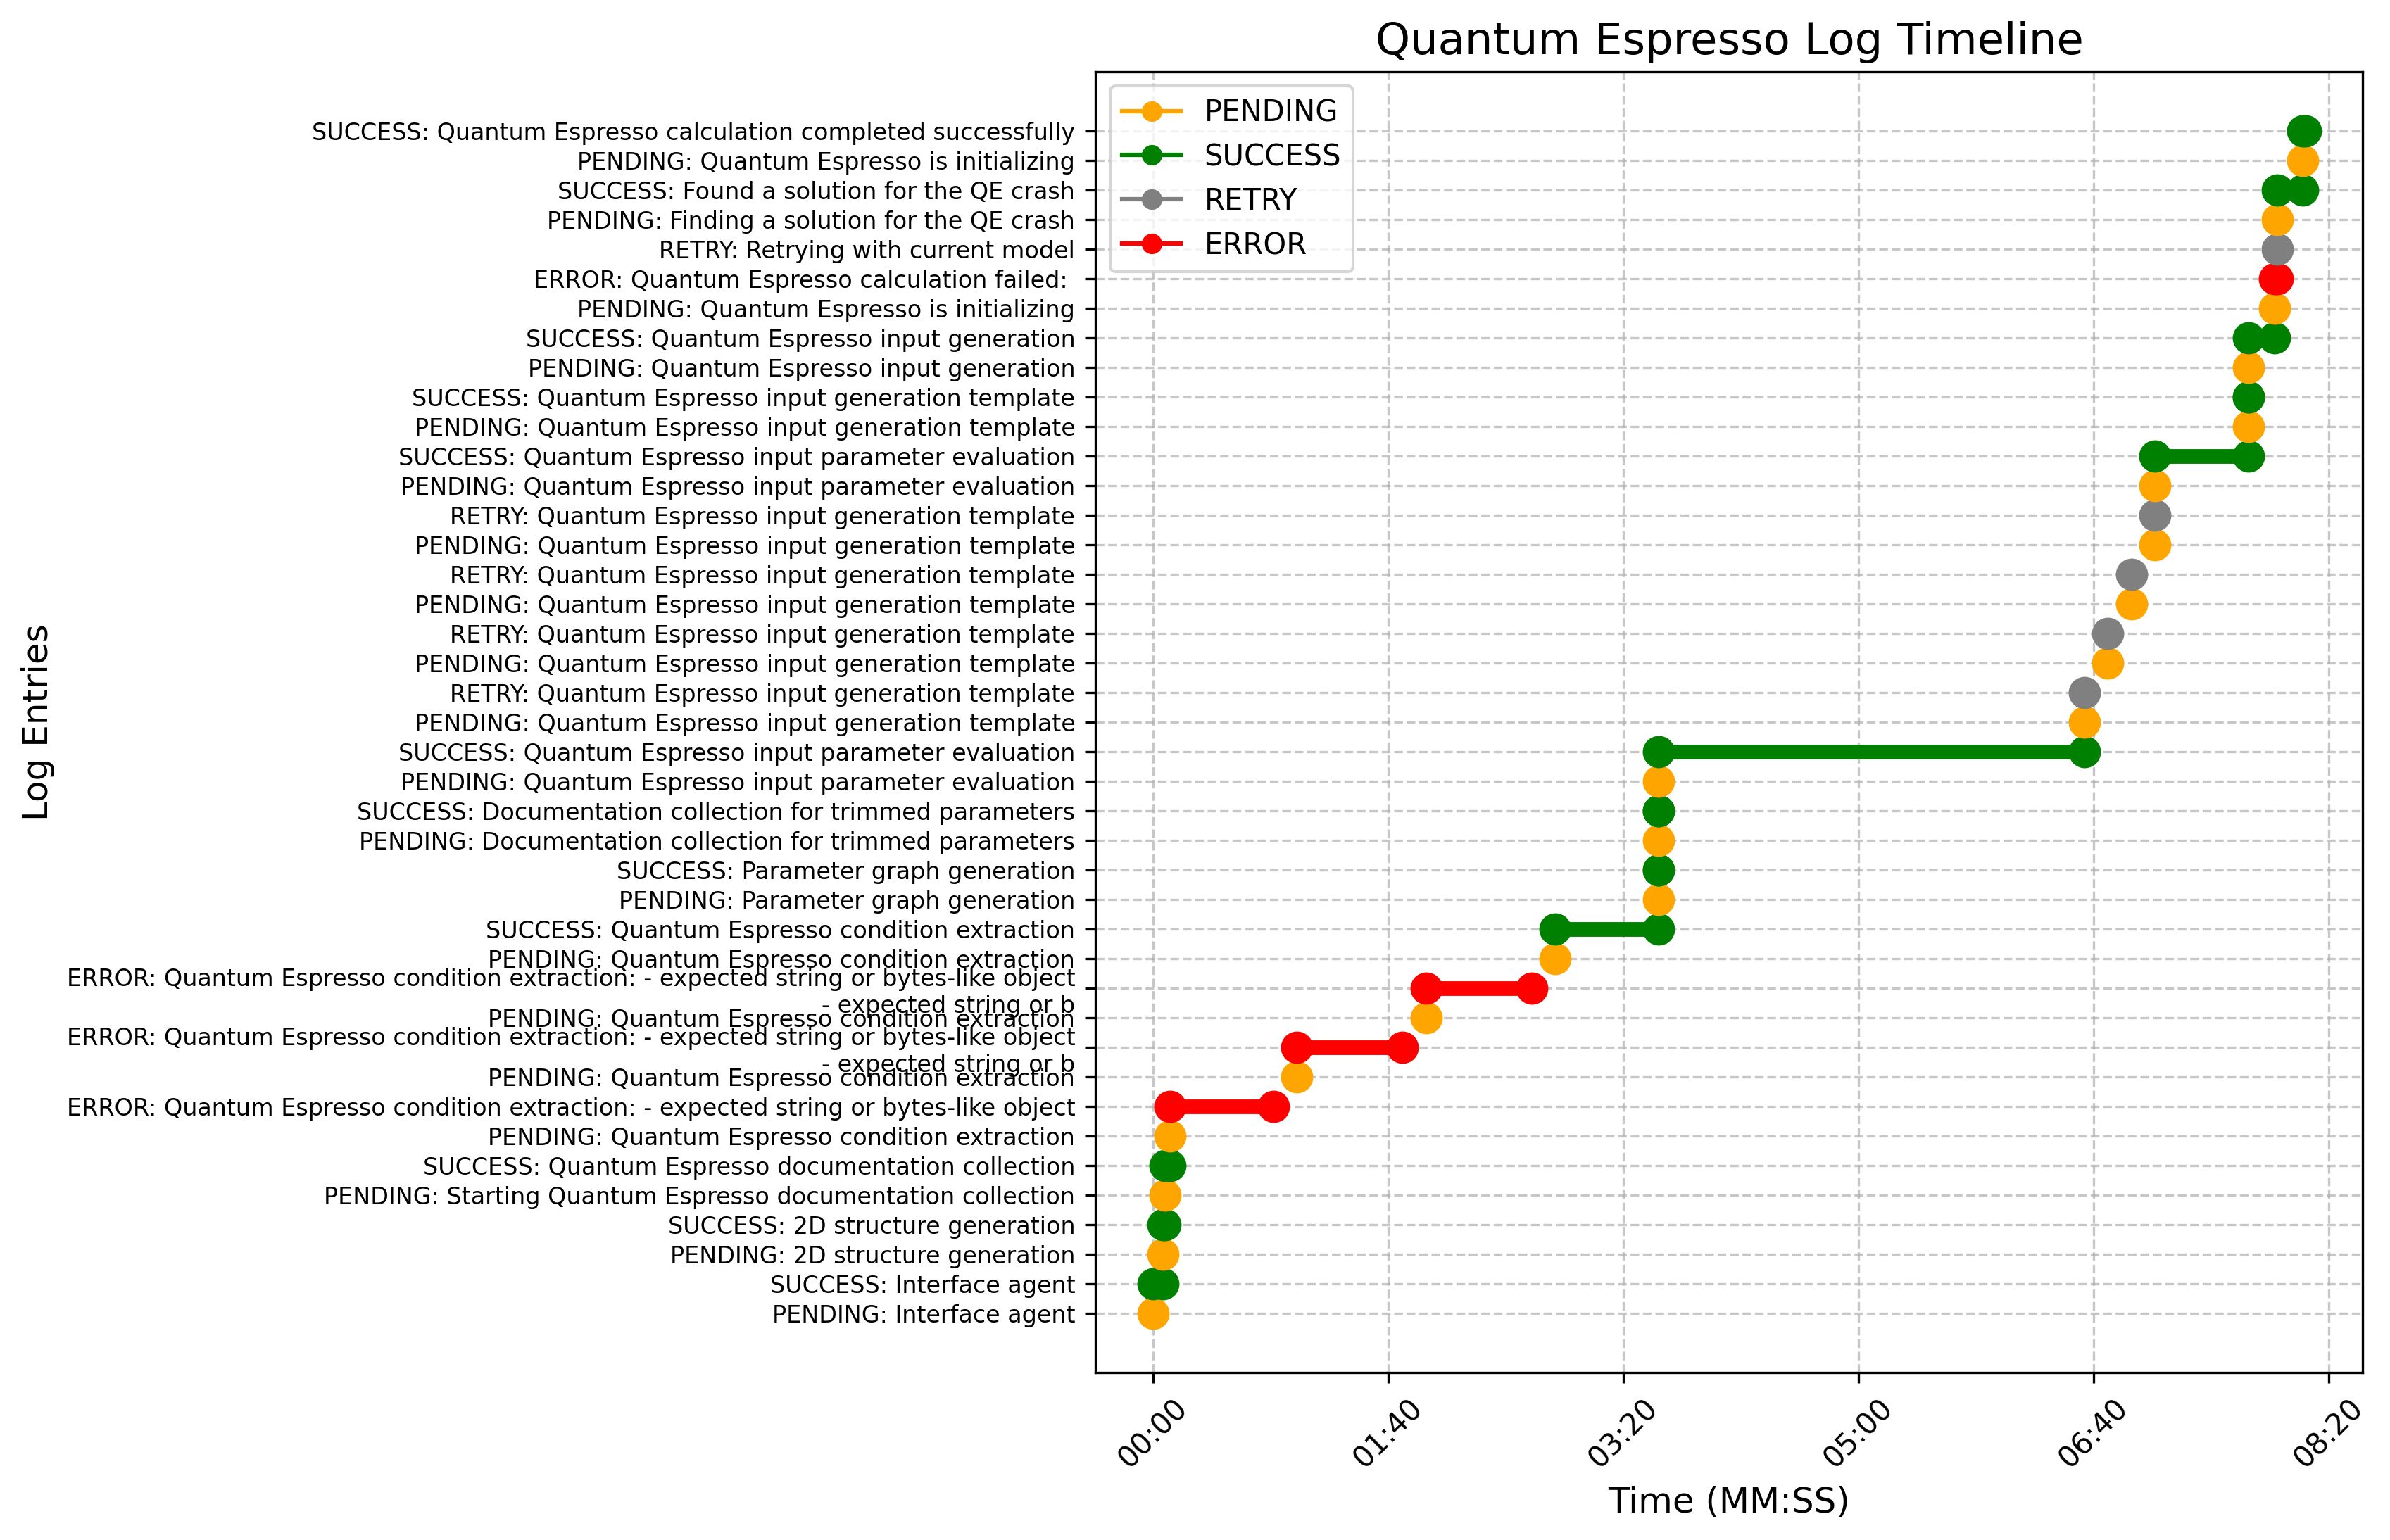 Quantum Espresso Log Timeline
PENDING
SUCCESS
RETRY
ERROR
SUCCESS: Quantum Espresso calculation completed successfully
PENDING: Quantum Espresso is initializing
SUCCESS: Found a solution for the QE crash
PENDING: Finding a solution for the QE crash
RETRY: Retrying with current model
ERROR: Quantum Espresso calculation failed:
PENDING: Quantum Espresso is initializing
SUCCESS: Quantum Espresso input generation
PENDING: Quantum Espresso input generation
SUCCESS: Quantum Espresso input generation template
PENDING: Quantum Espresso input generation template
SUCCESS: Quantum Espresso input parameter evaluation
PENDING: Quantum Espresso input parameter evaluation
RETRY: Quantum Espresso input generation template
PENDING: Quantum Espresso input generation template
RETRY: Quantum Espresso input generation template
PENDING: Quantum Espresso input generation template
RETRY: Quantum Espresso input generation template
PENDING: Quantum Espresso input generation template
RETRY: Quantum Espresso input generation template
PENDING: Quantum Espresso input generation template
SUCCESS: Quantum Espresso input parameter evaluation
PENDING: Quantum Espresso input parameter evaluation
SUCCESS: Documentation collection for trimmed parameters
PENDING: Documentation collection for trimmed parameters
SUCCESS: Parameter graph generation
PENDING: Parameter graph generation
SUCCESS: Quantum Espresso condition extraction
PENDING: Quantum Espresso condition extraction
ERROR: Quantum Espresso condition extraction: - expected string or bytes-like object
- expected string or b
PENDING: Quantum Espresso condition extraction
ERROR: Quantum Espresso condition extraction: - expected string or bytes-like object
- expected string or b
PENDING: Quantum Espresso condition extraction
ERROR: Quantum Espresso condition extraction: - expected string or bytes-like object
PENDING: Quantum Espresso condition extraction
SUCCESS: Quantum Espresso documentation collection
PENDING: Starting Quantum Espresso documentation collection
SUCCESS: 2D structure generation
PENDING: 2D structure generation
SUCCESS: Interface agent
PENDING: Interface agent
Log Entries
00:00
01:40
03:20
05:00
06:40
08:20
Time (MM:SS)